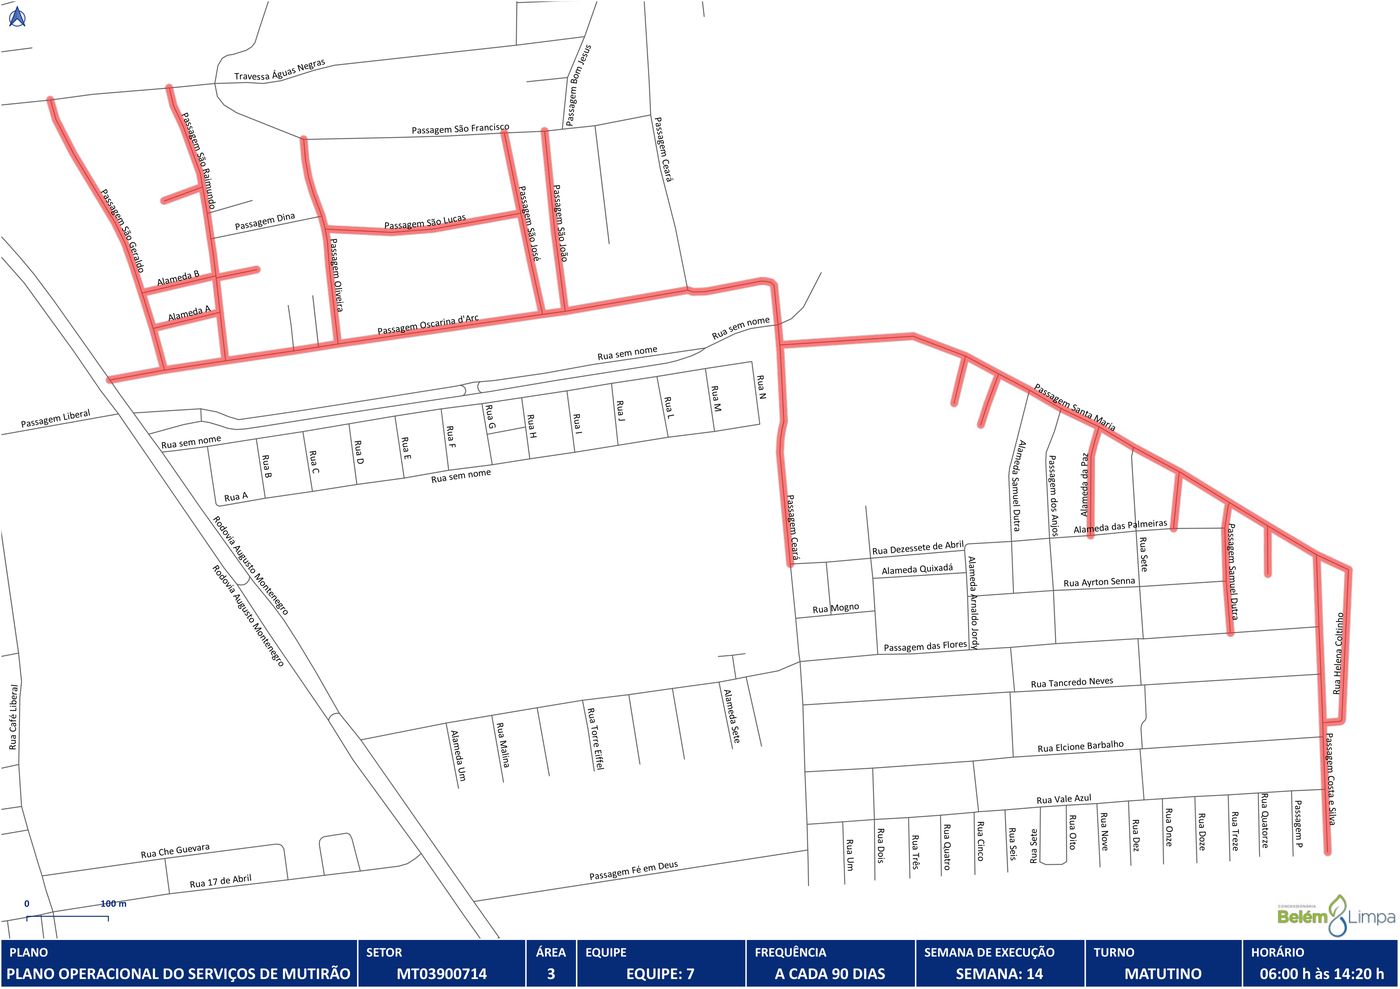 Travessa Águas Negras
Passagem Bom Jesus
Passagem São Francisco
Passagem Ceará
Passagem São Raimundo
Passagem São Geraldo
Passagem Dina
Passagem São Lucas
Passagem São José
Passagem São João
Passagem Oliveira
Alameda B
Alameda A
Passagem Oscarina d'Arc
Rua sem nome
Rua sem nome
Passagem Liberal
Rua sem nome
Rua A
Rua B
Rua C
Rua D
Rua E
Rua F
Rua G
Rua H
Rua I
Rua J
Rua L
Rua M
Rua N
Rua sem nome
Passagem Santa Maria
Alameda Samuel Dutra
Passagem dos Anjos
Alameda da Paz
Passagem Ceará
Alameda das Palmeiras
Rua Sete
Passagem Samuel Dutra
Rua Dezessete de Abril
Alameda Quixadá
Alameda Arnaldo Jordy
Rua Ayrton Senna
Rua Mogno
Passagem das Flores
Rua Helena Coltinho
Rua Tancredo Neves
Rua Elcione Barbalho
Passagem Costa e Silva
Rua Vale Azul
Rodovia Augusto Montenegro
Rodovia Augusto Montenegro
Rua Café Liberal
Alameda Um
Rua Malina
Rua Torre Eiffel
Alameda Sete
Rua Um
Rua Dois
Rua Três
Rua Quatro
Rua Cinco
Rua Seis
Rua Sete
Rua Oito
Rua Nove
Rua Dez
Rua Onze
Rua Doze
Rua Treze
Rua Quatorze
Passagem P
Rua Che Guevara
Rua 17 de Abril
Passagem Fé em Deus
0 100 m
CONCESSIONÁRIA
Belém Limpa
PLANO
PLANO OPERACIONAL DO SERVIÇOS DE MUTIRÃO
SETOR
MT03900714
ÁREA
3
EQUIPE
EQUIPE: 7
FREQUÊNCIA
A CADA 90 DIAS
SEMANA DE EXECUÇÃO
SEMANA: 14
TURNO
MATUTINO
HORÁRIO
06:00 h às 14:20 h